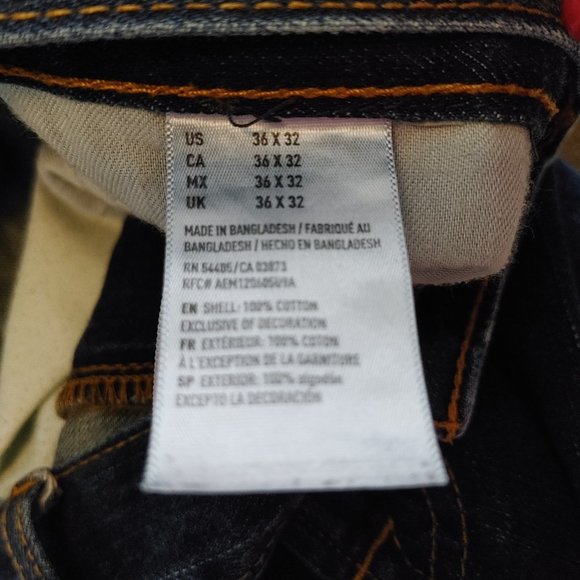 US 36 X 32
CA 36 X 32
MX 36 X 32
UK 36 X 32
MADE IN BANGLADESH / FABRIQUÉ AU
BANGLADESH / HECHO EN BANGLADESH
RN 54485/CA 03873
RFC# AEM1206056U9A
EN SHELL: 100% COTTON
EXCLUSIVE OF DECORATION
FR EXTÉRIEUR: 100% COTON
À L'EXCEPTION DE LA GARNITURE
SP EXTERIOR: 100% algodón
EXCEPTO LA DECORACIÓN